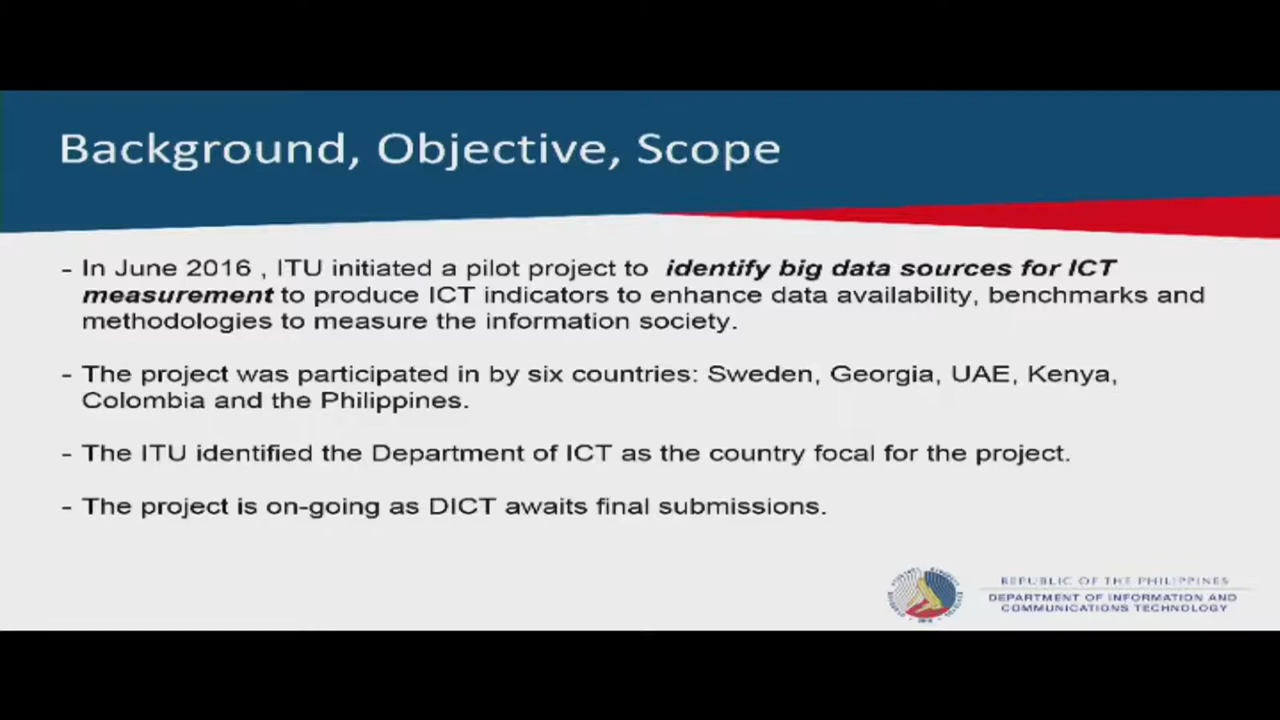 Background, Objective, Scope
- In June 2016 , ITU initiated a pilot project to identify big data sources for ICT
measurement to produce ICT indicators to enhance data availability, benchmarks and
methodologies to measure the information society.
- The project was participated in by six countries: Sweden, Georgia, UAE, Kenya,
Colombia and the Philippines.
- The ITU identified the Department of ICT as the country focal for the project.
- The project is on-going as DICT awaits final submissions.
REPUBLIC OF THE PHILIPPINES
DEPARTMENT OF INFORMATION AND
COMMUNICATIONS TECHNOLOGY